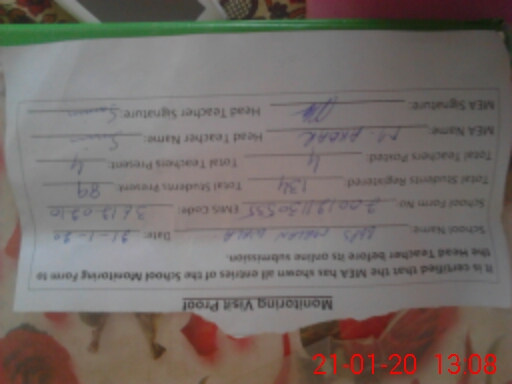 Monitoring Visit Proof
It is certified that the MEA has shown all entries of the School Monitoring Form to
the Head Teacher before its online submission.
School Name: Date: 21-1-20
School Form No: EMIS Code:
Total Students Registered: 134 Total Students Present: 89
Total Teachers Posted: 4 Total Teachers Present: 4
MEA Name: Head Teacher Name:
MEA Signature: Head Teacher Signature:
21-01-20 13:08